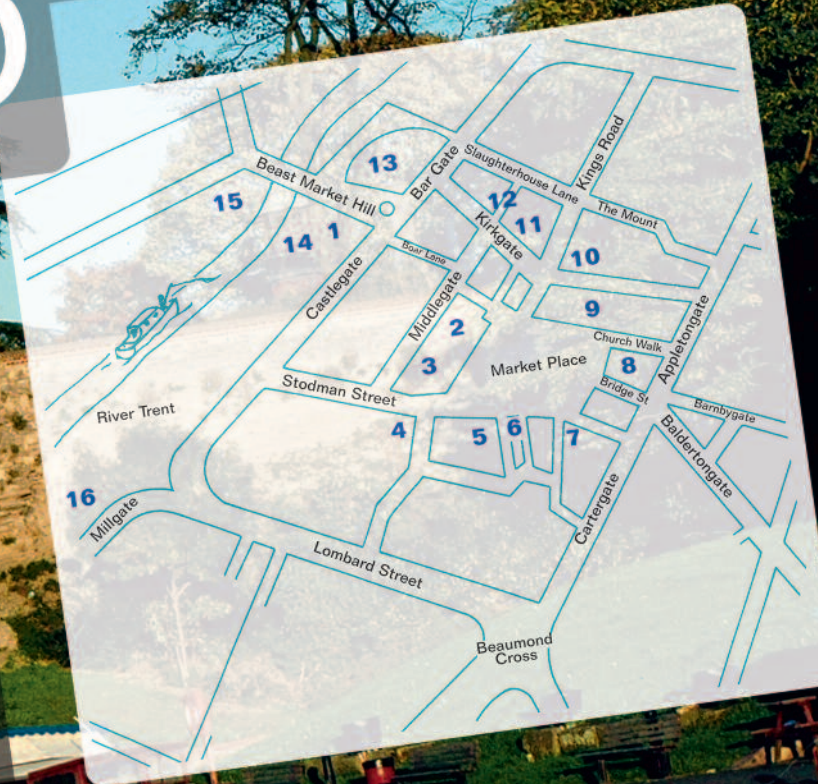 Kings Road
Slaughterhouse Lane
13
Bar Gate
Beast Market Hill
12
The Mount
15
11
Kirkgate
14
1
10
Boar Lane
Castlegate
Middlegate
9
2
Appletongate
Church Walk
3
Market Place
8
Stodman Street
Bridge St
River Trent
Barnbygate
4
5
6
7
Baldertongate
16
Millgate
Cartergate
Lombard Street
Beaumond
Cross